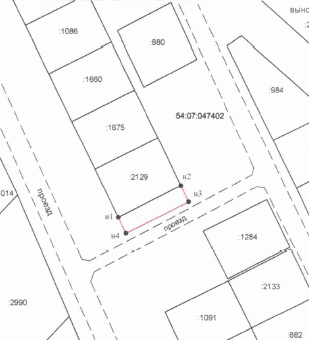 выно
:1086
:880
:1660
:984
54:07:047402
:1675
:2129
н2
014
н3
проезд
н1
проезд
н4
1284
:2133
2990
:1091
:882